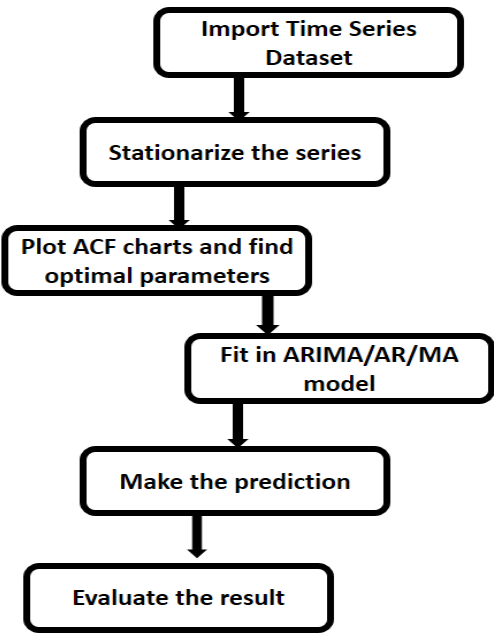 Import Time Series
Dataset
Stationarize the series
Plot ACF charts and find
optimal parameters
Fit in ARIMA/AR/MA
model
Make the prediction
Evaluate the result